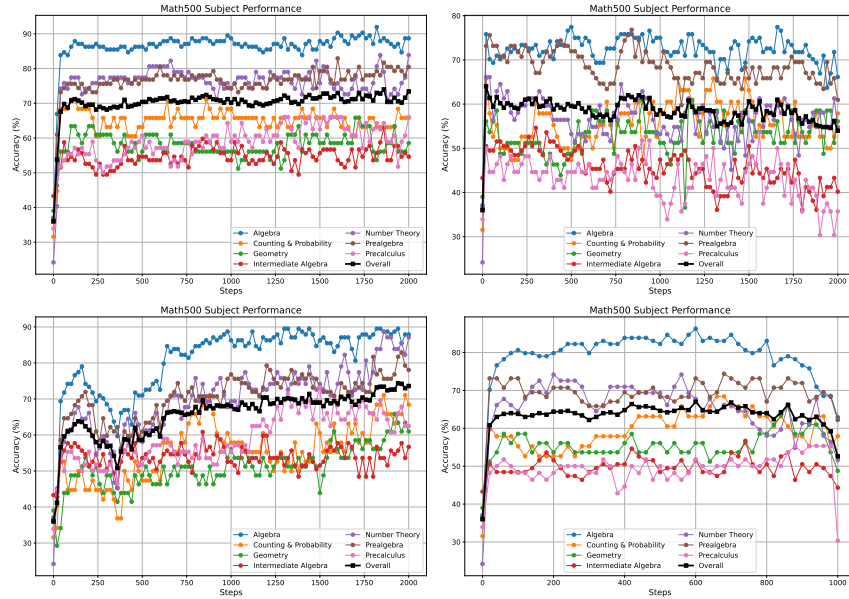 Math500 Subject Performance
90
80
70
60
50
40
30
Accuracy (%)
0 250 500 750 1000 1250 1500 1750 2000
Steps
Algebra
Counting & Probability
Geometry
Intermediate Algebra
Number Theory
Prealgebra
Precalculus
Overall
Math500 Subject Performance
80
70
60
50
40
30
Accuracy (%)
0 250 500 750 1000 1250 1500 1750 2000
Steps
Algebra
Counting & Probability
Geometry
Intermediate Algebra
Number Theory
Prealgebra
Precalculus
Overall
Math500 Subject Performance
90
80
70
60
50
40
30
Accuracy (%)
0 250 500 750 1000 1250 1500 1750 2000
Steps
Algebra
Counting & Probability
Geometry
Intermediate Algebra
Number Theory
Prealgebra
Precalculus
Overall
Math500 Subject Performance
80
70
60
50
40
30
Accuracy (%)
0 200 400 600 800 1000
Steps
Algebra
Counting & Probability
Geometry
Intermediate Algebra
Number Theory
Prealgebra
Precalculus
Overall